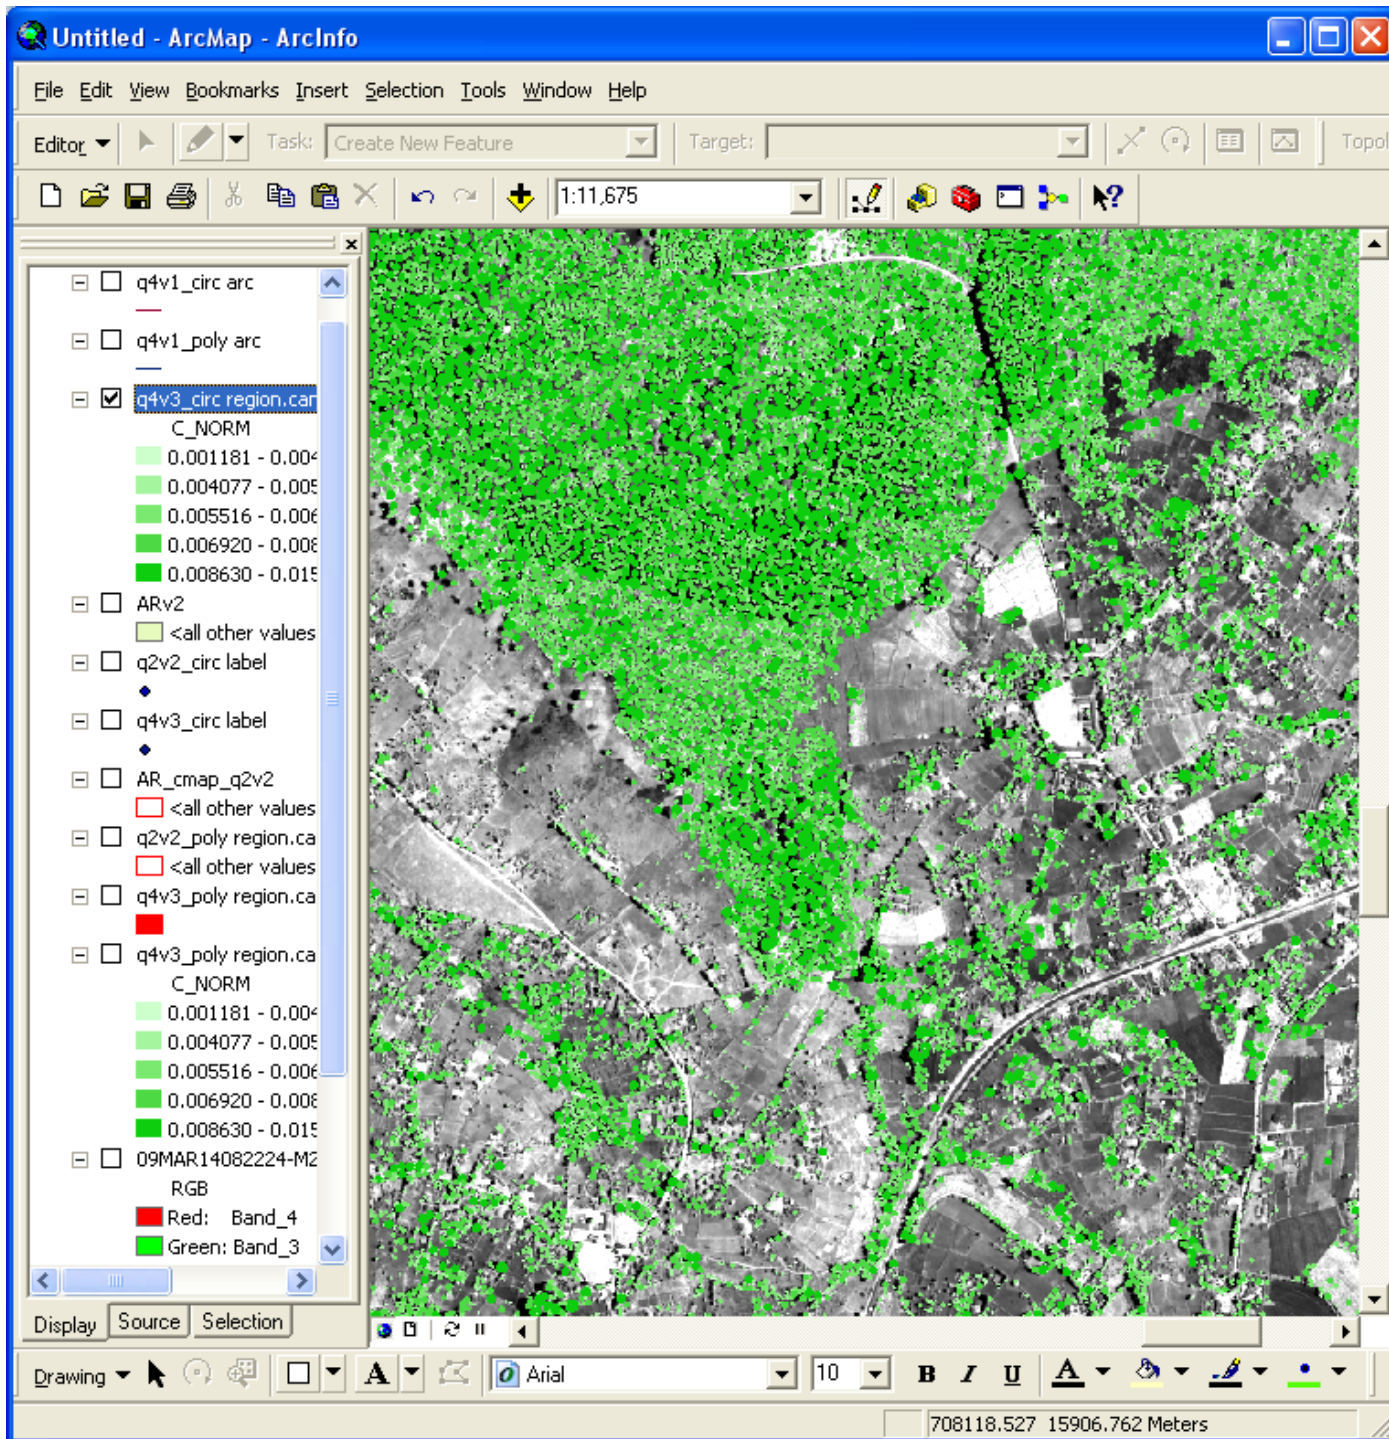 Untitled - ArcMap - ArcInfo
File Edit View Bookmarks Insert Selection Tools Window Help
Editor Task: Create New Feature Target: Topol
1:11,675
q4v1_circ arc
q4v1_poly arc
q4v3_circ region.car
C_NORM
0.001181 - 0.004
0.004077 - 0.005
0.005516 - 0.006
0.006920 - 0.008
0.008630 - 0.015
ARv2
<all other values
q2v2_circ label
q4v3_circ label
AR_cmap_q2v2
<all other values
q2v2_poly region.ca
<all other values
q4v3_poly region.ca
q4v3_poly region.ca
C_NORM
0.001181 - 0.004
0.004077 - 0.005
0.005516 - 0.006
0.006920 - 0.008
0.008630 - 0.015
09MAR14082224-M2
RGB
Red: Band_4
Green: Band_3
Display Source Selection
Drawing A Arial 10 B I U A
708118.527 15906.762 Meters